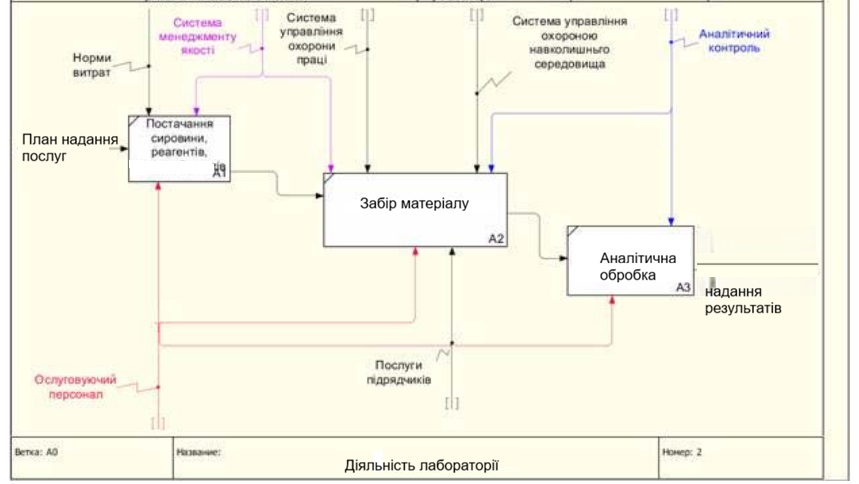 Система
менеджменту
якості
Система
управління
охорони
праці
Система управління
охороною
навколишнього
середовища
Аналітичний
контроль
Норми
витрат
План надання
послуг
Постачання
сировини,
реагентів,
A1
Забір матеріалу
A2
Аналітична
обробка
A3
надання
результатів
Послуги
підрядчиків
Ослуговуючий
персонал
Ветка: A0
Название:
Діяльність лабораторії
Номер: 2